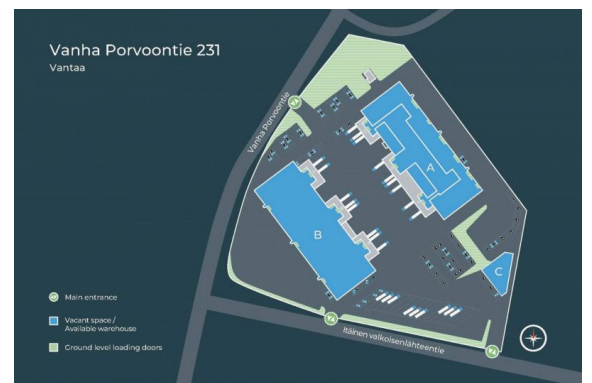 Vanha Porvoontie 231
Vantaa
Vanha Porvoontie
A
B
C
Itäinen valkoisenlähteentie
Main entrance
Vacant space /
Available warehouse
Ground level loading doors